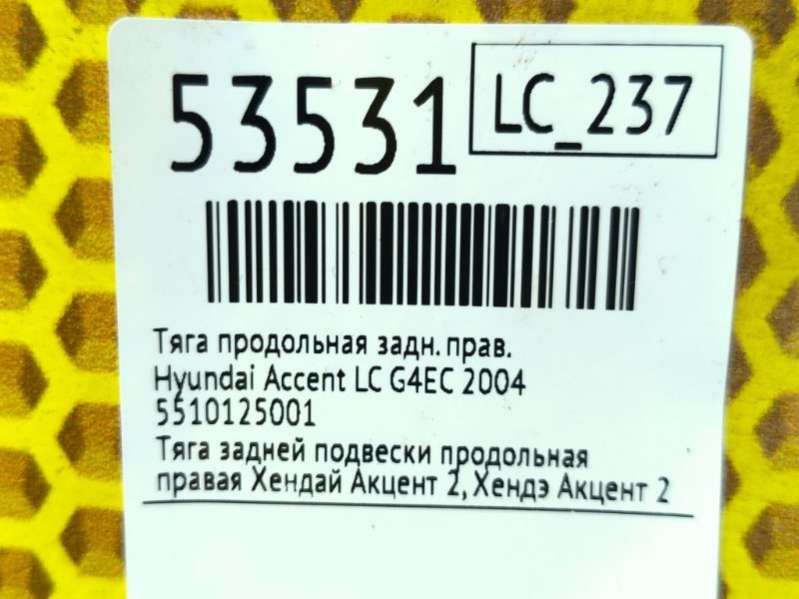 53531
LC_237
Тяга продольная задн. прав.
Hyundai Accent LC G4EC 2004
5510125001
Тяга задней подвески продольная
правая Хендай Акцент 2, Хендэ Акцент 2